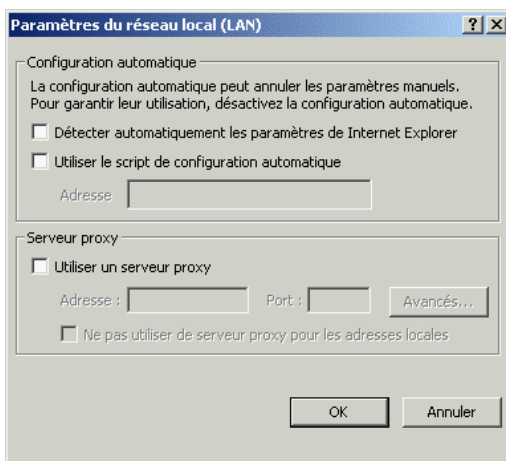 Paramètres du réseau local (LAN)
Configuration automatique
La configuration automatique peut annuler les paramètres manuels.
Pour garantir leur utilisation, désactivez la configuration automatique.
Détecter automatiquement les paramètres de Internet Explorer
Utiliser le script de configuration automatique
Adresse
Serveur proxy
Utiliser un serveur proxy
Adresse : Port : Avancés...
Ne pas utiliser de serveur proxy pour les adresses locales
OK Annuler